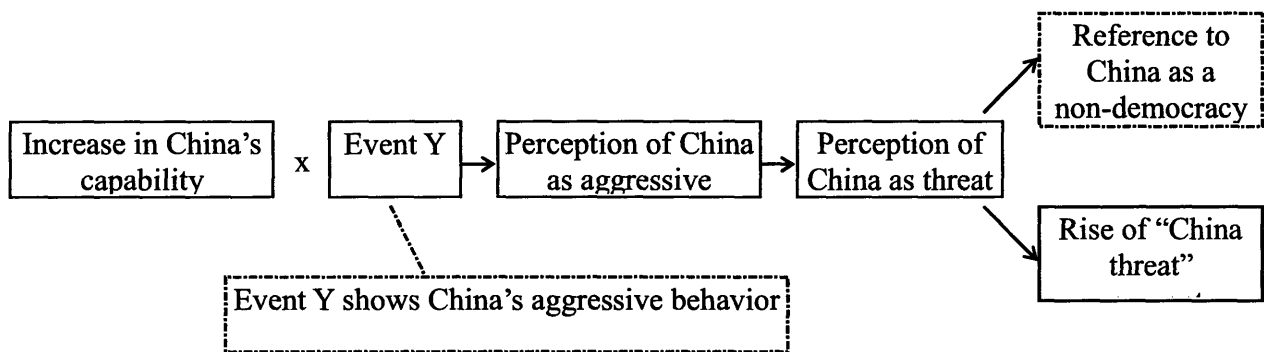 Reference to
China as a
non-democracy
Increase in China's
capability
x
Event Y
Perception of China
as aggressive
Perception of
China as threat
Rise of “China
threat”
Event Y shows China's aggressive behavior